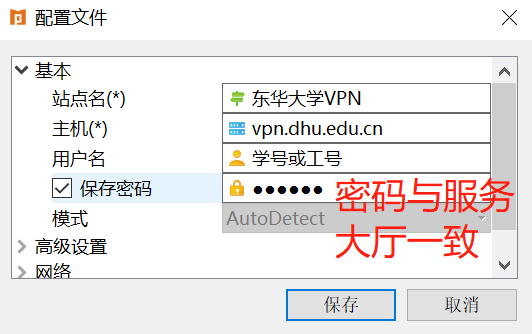 配置文件
基本
站点名(*) 东华大学VPN
主机(*) vpn.dhu.edu.cn
用户名 学号或工号
保存密码 ●●●●●●
密码与服务
大厅一致
模式 AutoDetect
高级设置
网络
保存 取消